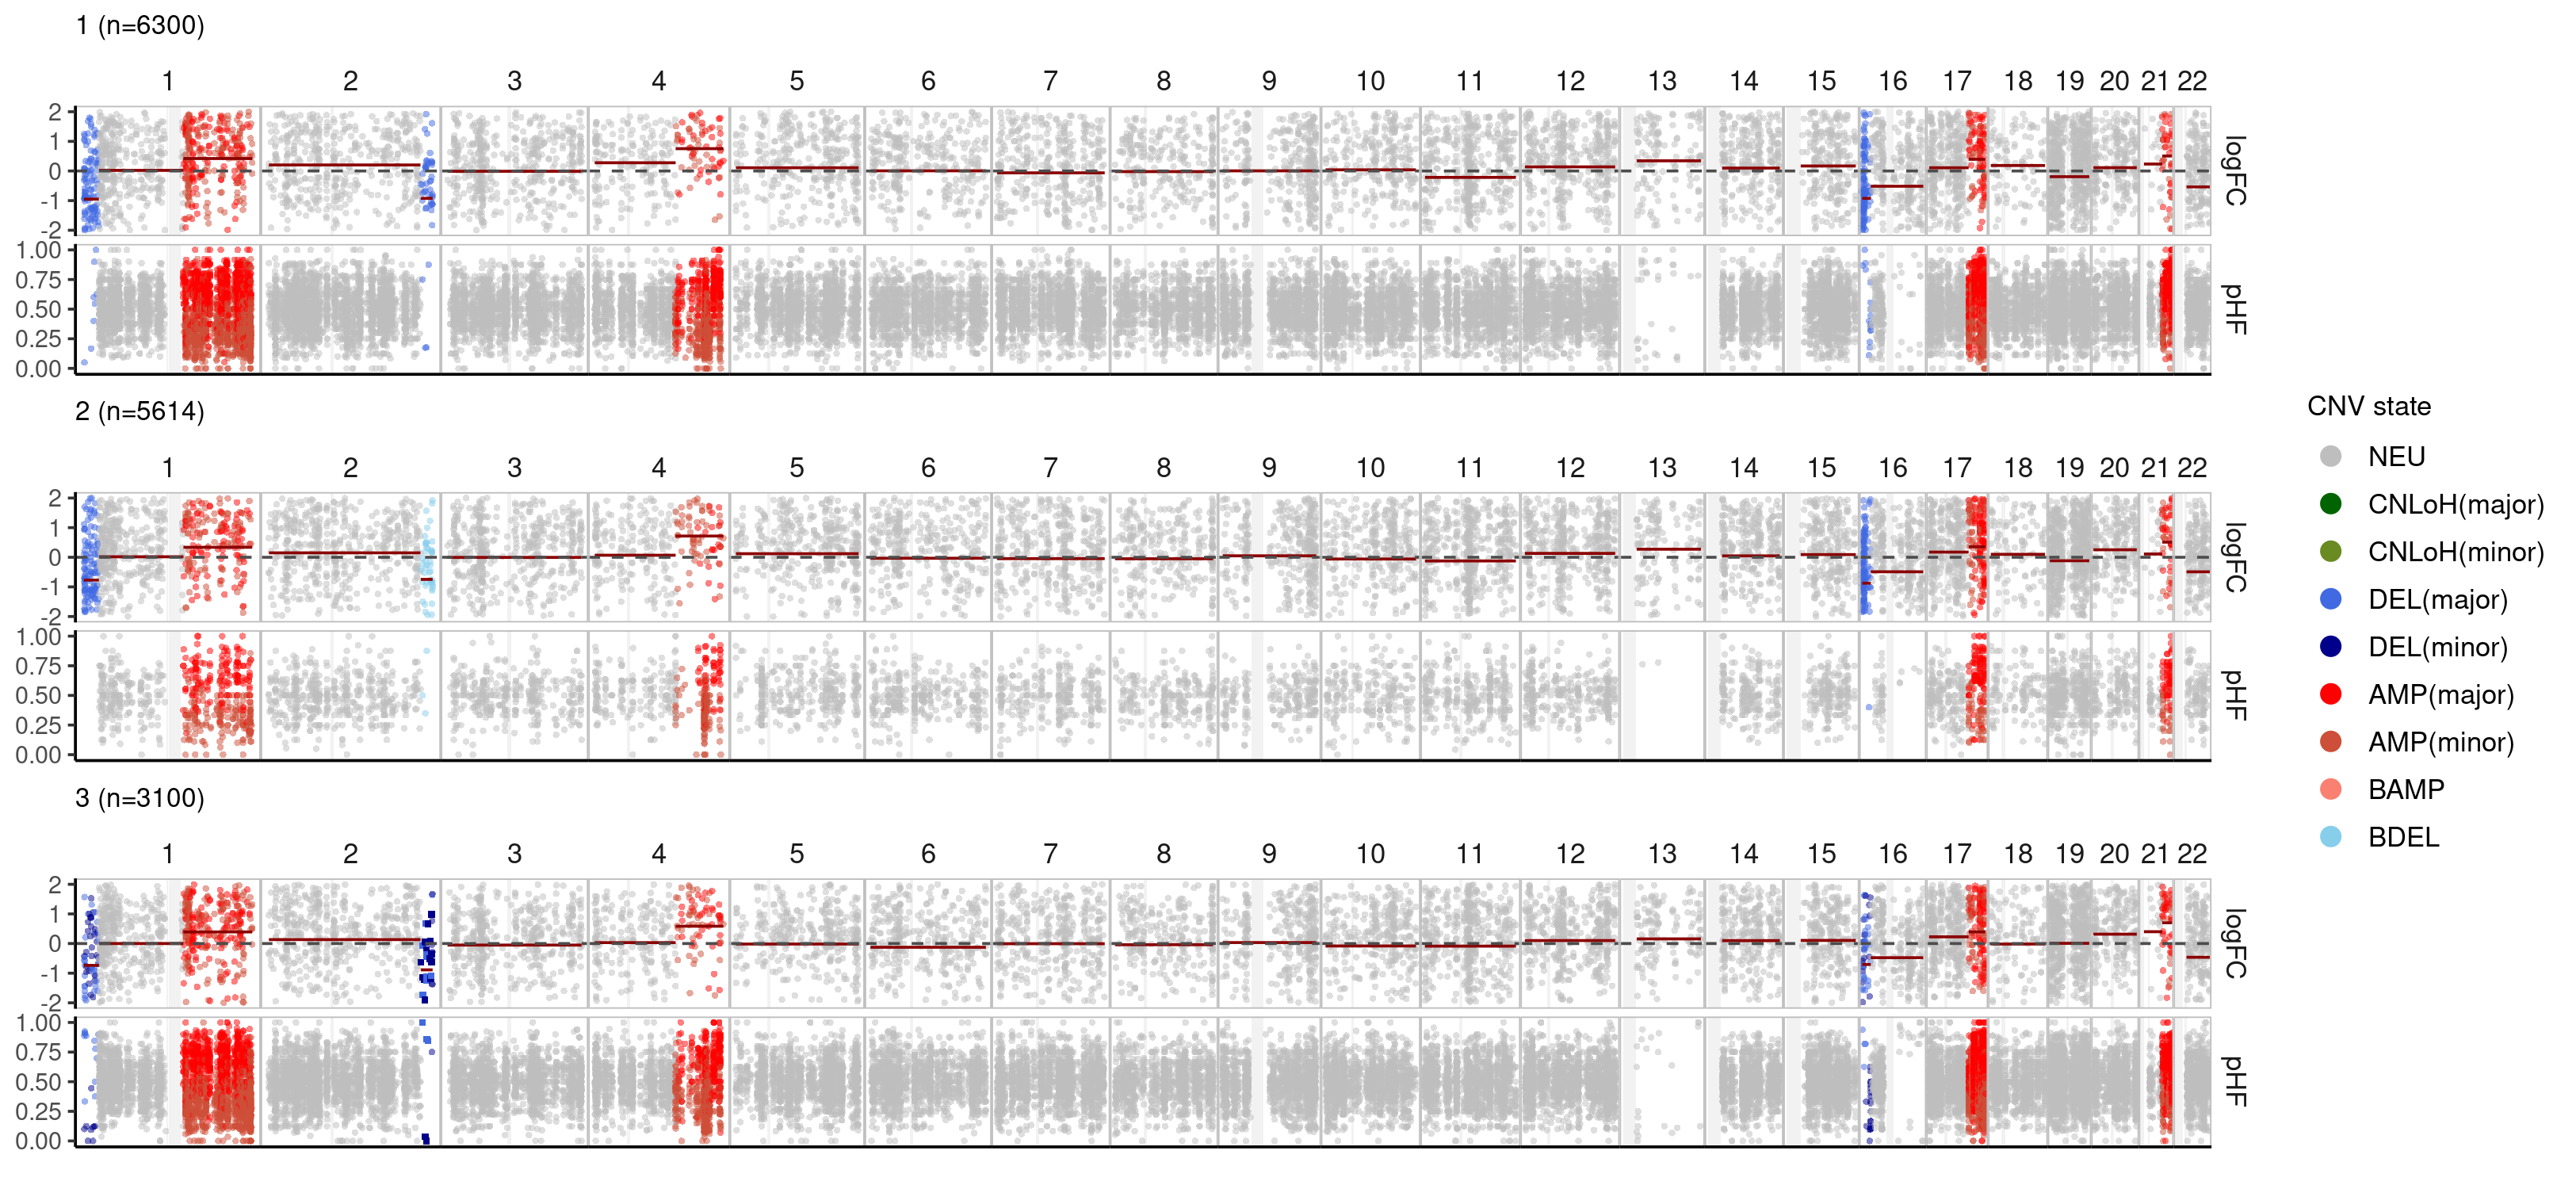 1 (n=6300)
1 2 3 4 5 6 7 8 9 10 11 12 13 14 15 16 17 18 19 20 21 22
2
1
0
-1
-2
logFC
1.00
0.75
0.50
0.25
0.00
pHF
2 (n=5614)
1 2 3 4 5 6 7 8 9 10 11 12 13 14 15 16 17 18 19 20 21 22
2
1
0
-1
-2
logFC
1.00
0.75
0.50
0.25
0.00
pHF
3 (n=3100)
1 2 3 4 5 6 7 8 9 10 11 12 13 14 15 16 17 18 19 20 21 22
2
1
0
-1
-2
logFC
1.00
0.75
0.50
0.25
0.00
pHF
CNV state
NEU
CNLoH(major)
CNLoH(minor)
DEL(major)
DEL(minor)
AMP(major)
AMP(minor)
BAMP
BDEL